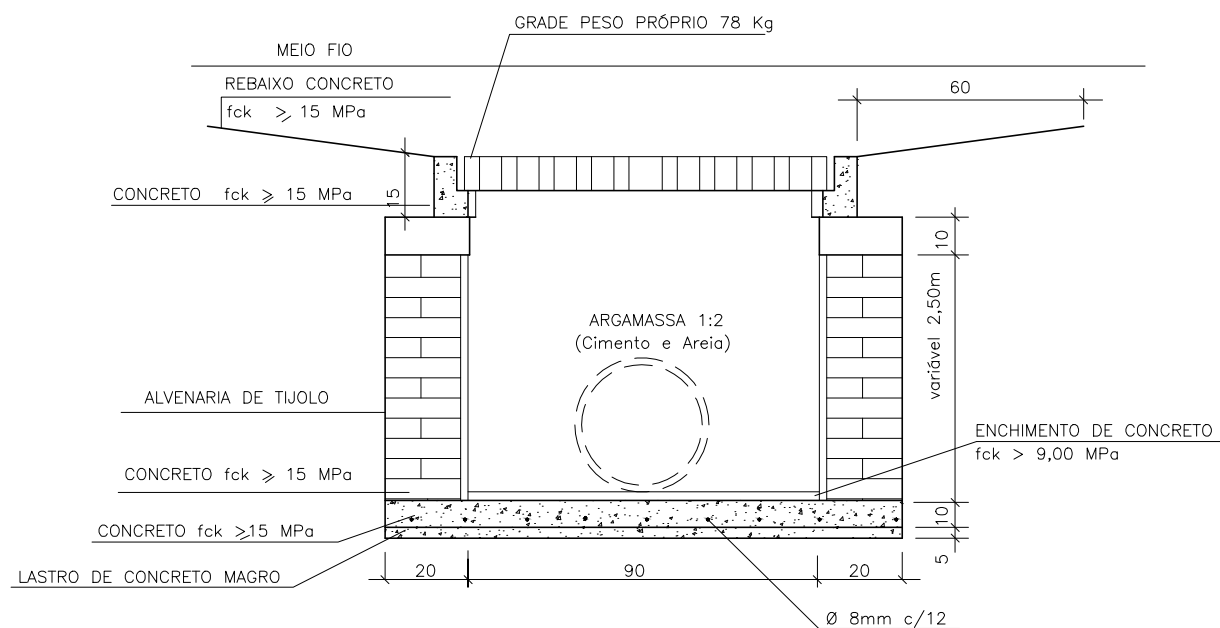 GRADE PESO PRÓPRIO 78 Kg
MEIO FIO
REBAIXO CONCRETO
fck ⩾ 15 MPa
60
CONCRETO fck ⩾ 15 MPa
15
10
ARGAMASSA 1:2
(Cimento e Areia)
variável 2,50m
ALVENARIA DE TIJOLO
ENCHIMENTO DE CONCRETO
fck > 9,00 MPa
CONCRETO fck ⩾ 15 MPa
CONCRETO fck ⩾15 MPa
10
5
LASTRO DE CONCRETO MAGRO
20
90
20
Ø 8mm c/12